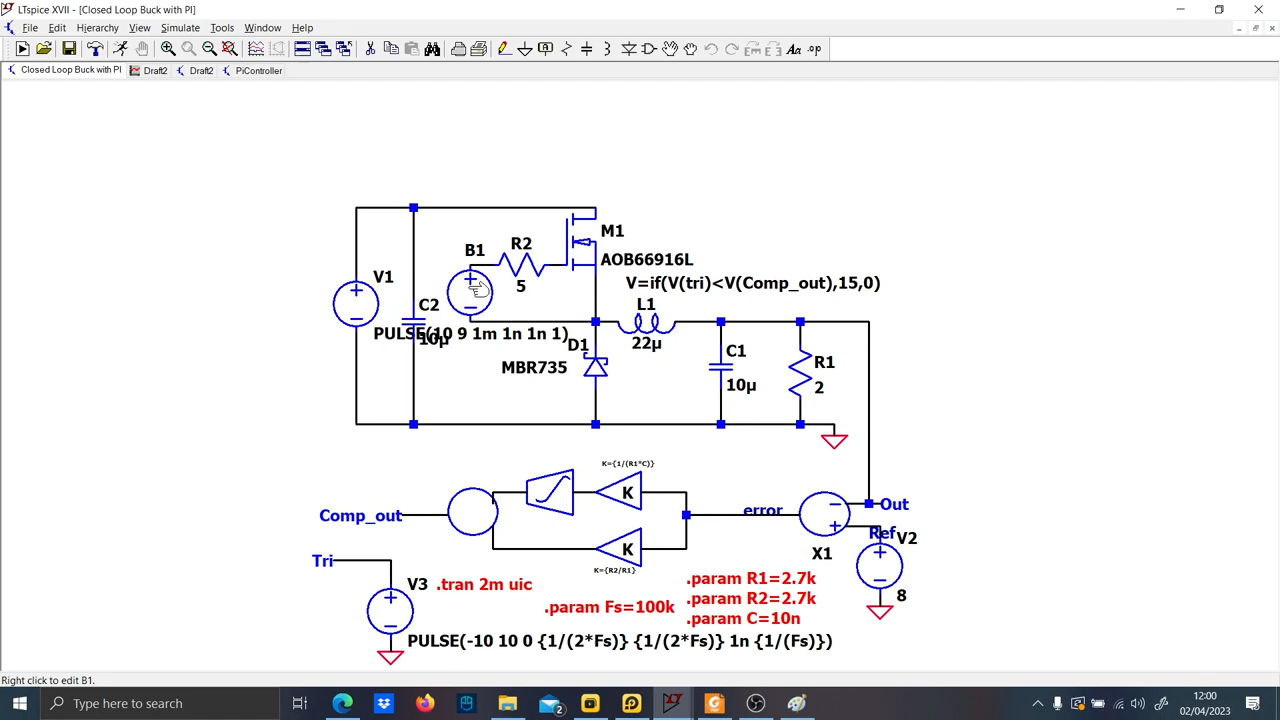 LTspice XVII - [Closed Loop Buck with PI]
File Edit Hierarchy View Simulate Tools Window Help
Closed Loop Buck with PI Draft2 Draft2 PiController
M1
B1 R2
AOB66916L
V1
5
V=if(V(tri)<V(Comp_out),15,0)
C2
L1
PULSE(10 9 1m 1n 1n 1)
10µ
D1
22µ
C1
R1
MBR735
10µ
2
K={1/(R1*C)}
K
Comp_out
error
Out
Ref
V2
K
X1
Tri
K={R2/R1}
V3
.tran 2m uic
.param R1=2.7k
8
.param Fs=100k
.param R2=2.7k
.param C=10n
PULSE(-10 10 0 {1/(2*Fs)} {1/(2*Fs)} 1n {1/(Fs)})
Right click to edit B1.
Type here to search
2
12:00
02/04/2023